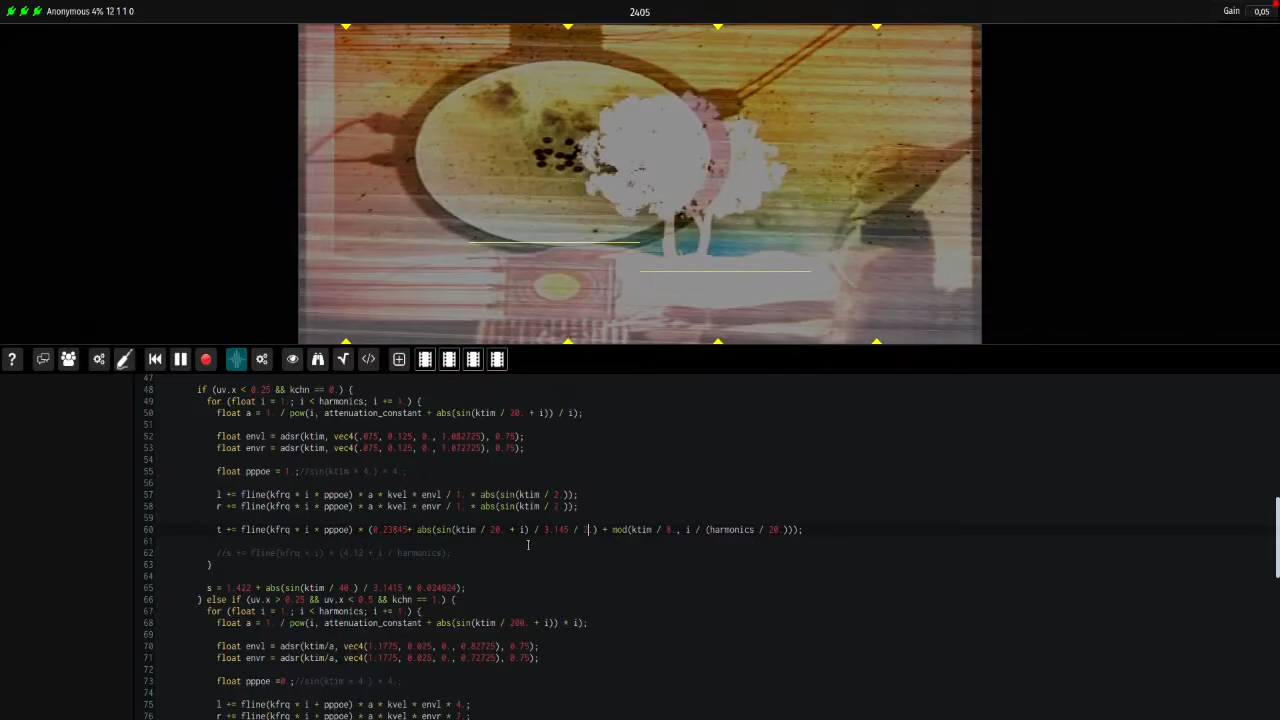 Anonymous 4% 12 1 1 0
2405
Gain 0,05
47
48 if (uv.x < 0.25 && kchn == 0.) {
49 for (float i = 1.; i < harmonics; i += 1.) {
50 float a = 1. / pow(i, attenuation_constant + abs(sin(ktim / 20. + i)) / i);
51
52 float envl = adsr(ktim, vec4(.075, 0.125, 0., 1.082725), 0.75);
53 float envr = adsr(ktim, vec4(.075, 0.125, 0., 1.072725), 0.75);
54
55 float pppoe = 1.;//sin(ktim * 4.) * 4.;
56
57 l += fline(kfrq * i * pppoe) * a * kvel * envl / 1. * abs(sin(ktim / 2.));
58 r += fline(kfrq * i * pppoe) * a * kvel * envr / 1. * abs(sin(ktim / 2.));
59
60 t += fline(kfrq * i * pppoe) * (0.23845+ abs(sin(ktim / 20. + i) / 3.145 / 2.) + mod(ktim / 8., i / (harmonics / 20.)));
61
62 //s += fline(kfrq * i) * (4.12 + i / harmonics);
63 }
64
65 s = 1.422 + abs(sin(ktim / 40.) / 3.1415 * 0.024924);
66 } else if (uv.x > 0.25 && uv.x < 0.5 && kchn == 1.) {
67 for (float i = 1.; i < harmonics; i += 1.) {
68 float a = 1. / pow(i, attenuation_constant + abs(sin(ktim / 200. + i)) * i);
69
70 float envl = adsr(ktim/a, vec4(1.1775, 0.025, 0., 0.82725), 0.75);
71 float envr = adsr(ktim/a, vec4(1.1775, 0.025, 0., 0.72725), 0.75);
72
73 float pppoe =0.;//sin(ktim * 4.) * 4.;
74
75 l += fline(kfrq * i + pppoe) * a * kvel * envl * 4.;
76 r += fline(kfrq * i + pppoe) * a * kvel * envr * 7.;